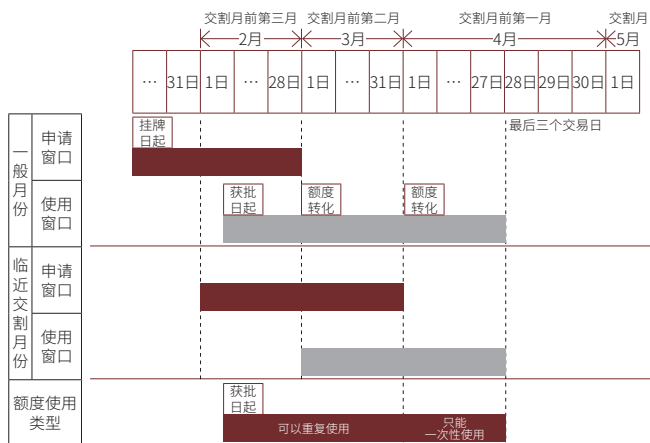 交割月前第三月 交割月前第二月 交割月前第一月 交割月
2月 3月 4月 5月
… 31日 1日 … 28日 1日 … 31日 1日 … 27日 28日 29日 30日 1日
最后三个交易日
一般月份
申请
窗口
挂牌
日起
使用
窗口
获批
日起
额度
转化
额度
转化
临近交割月份
申请
窗口
使用
窗口
额度使用
类型
获批
日起
可以重复使用
只能
一次性使用